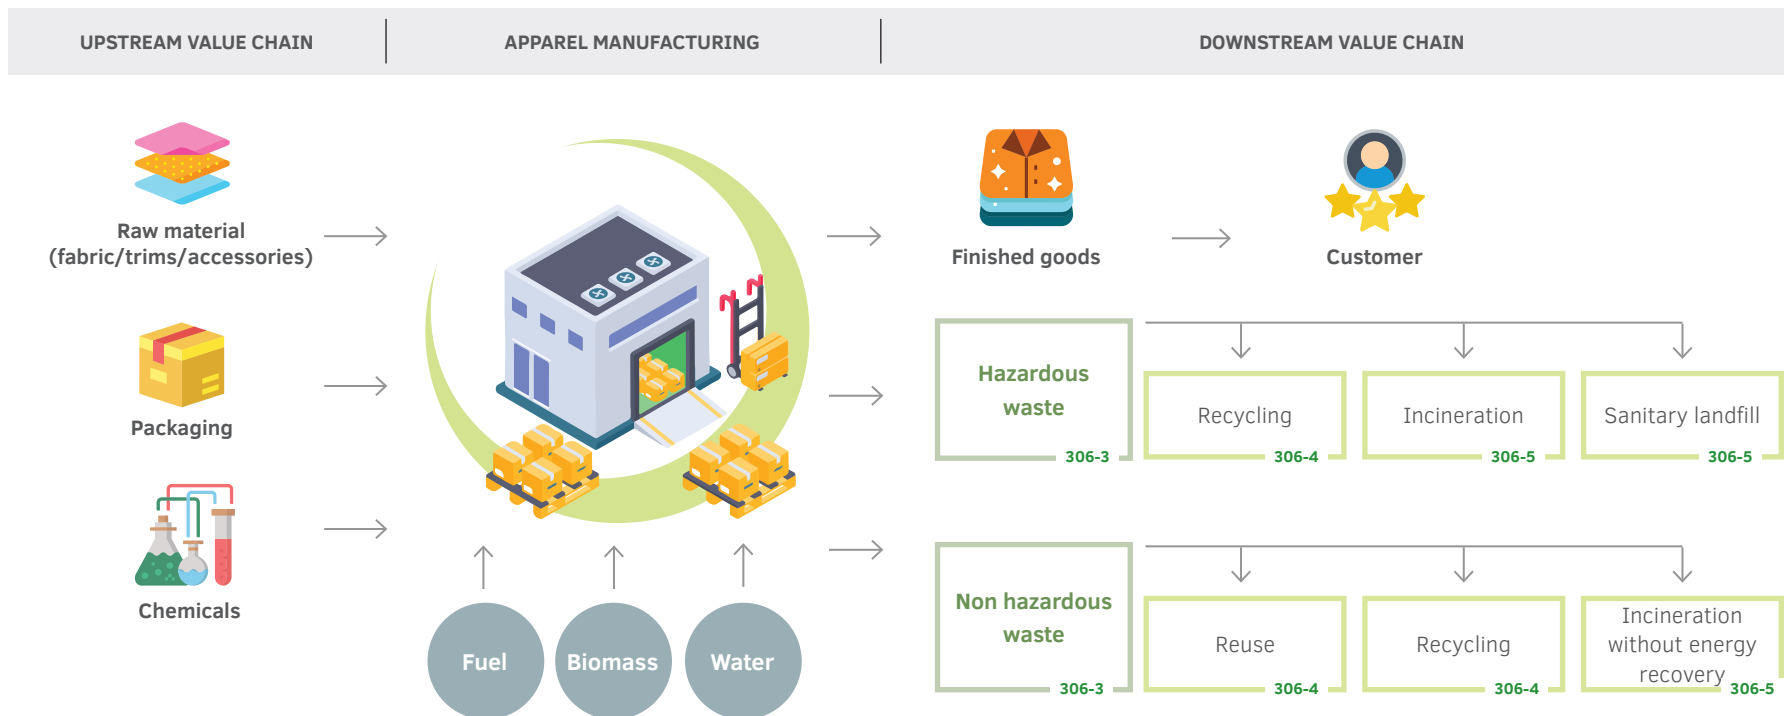 UPSTREAM VALUE CHAIN
APPAREL MANUFACTURING
DOWNSTREAM VALUE CHAIN
Raw material
(fabric/trims/accessories)
Packaging
Chemicals
Fuel
Biomass
Water
Finished goods
Customer
Hazardous
waste
306-3
Recycling
306-4
Incineration
306-5
Sanitary landfill
306-5
Non hazardous
waste
306-3
Reuse
306-4
Recycling
306-4
Incineration
without energy
recovery
306-5